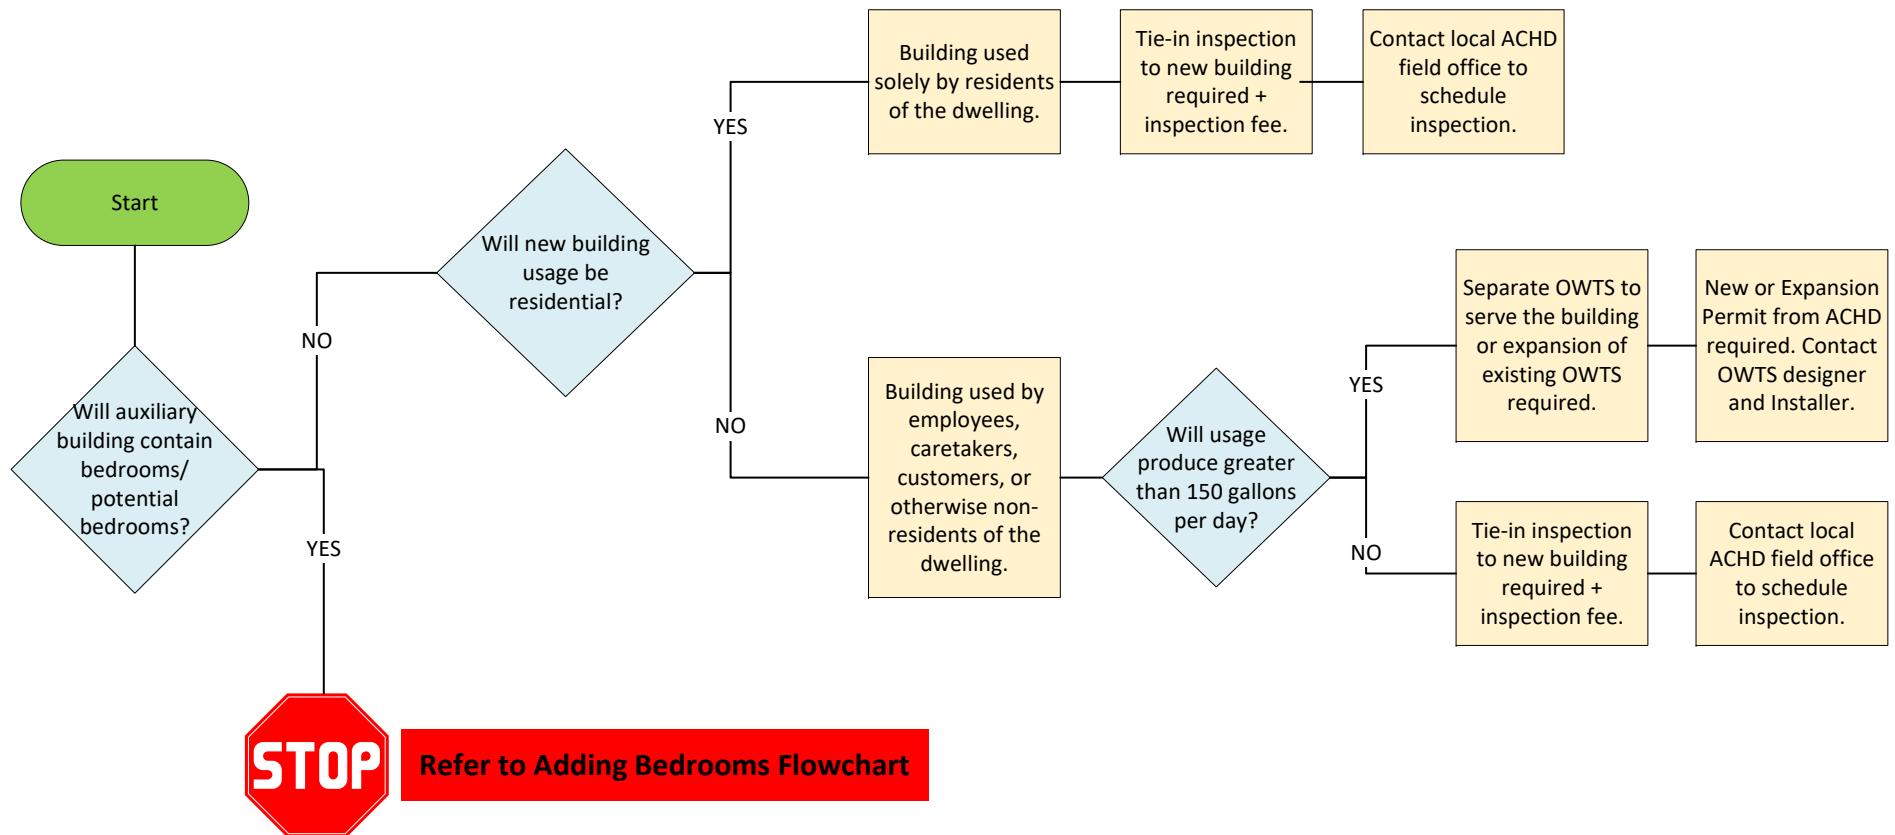 Start
Will auxiliary
building contain
bedrooms/
potential
bedrooms?
NO
YES
STOP
Refer to Adding Bedrooms Flowchart
Will new building
usage be
residential?
YES
NO
Building used
solely by residents
of the dwelling.
Tie-in inspection
to new building
required +
inspection fee.
Contact local ACHD
field office to
schedule
inspection.
Building used by
employees,
caretakers,
customers, or
otherwise non-
residents of the
dwelling.
Will usage
produce greater
than 150 gallons
per day?
YES
NO
Separate OWTS to
serve the building
or expansion of
existing OWTS
required.
New or Expansion
Permit from ACHD
required. Contact
OWTS designer
and Installer.
Tie-in inspection
to new building
required +
inspection fee.
Contact local
ACHD field office
to schedule
inspection.